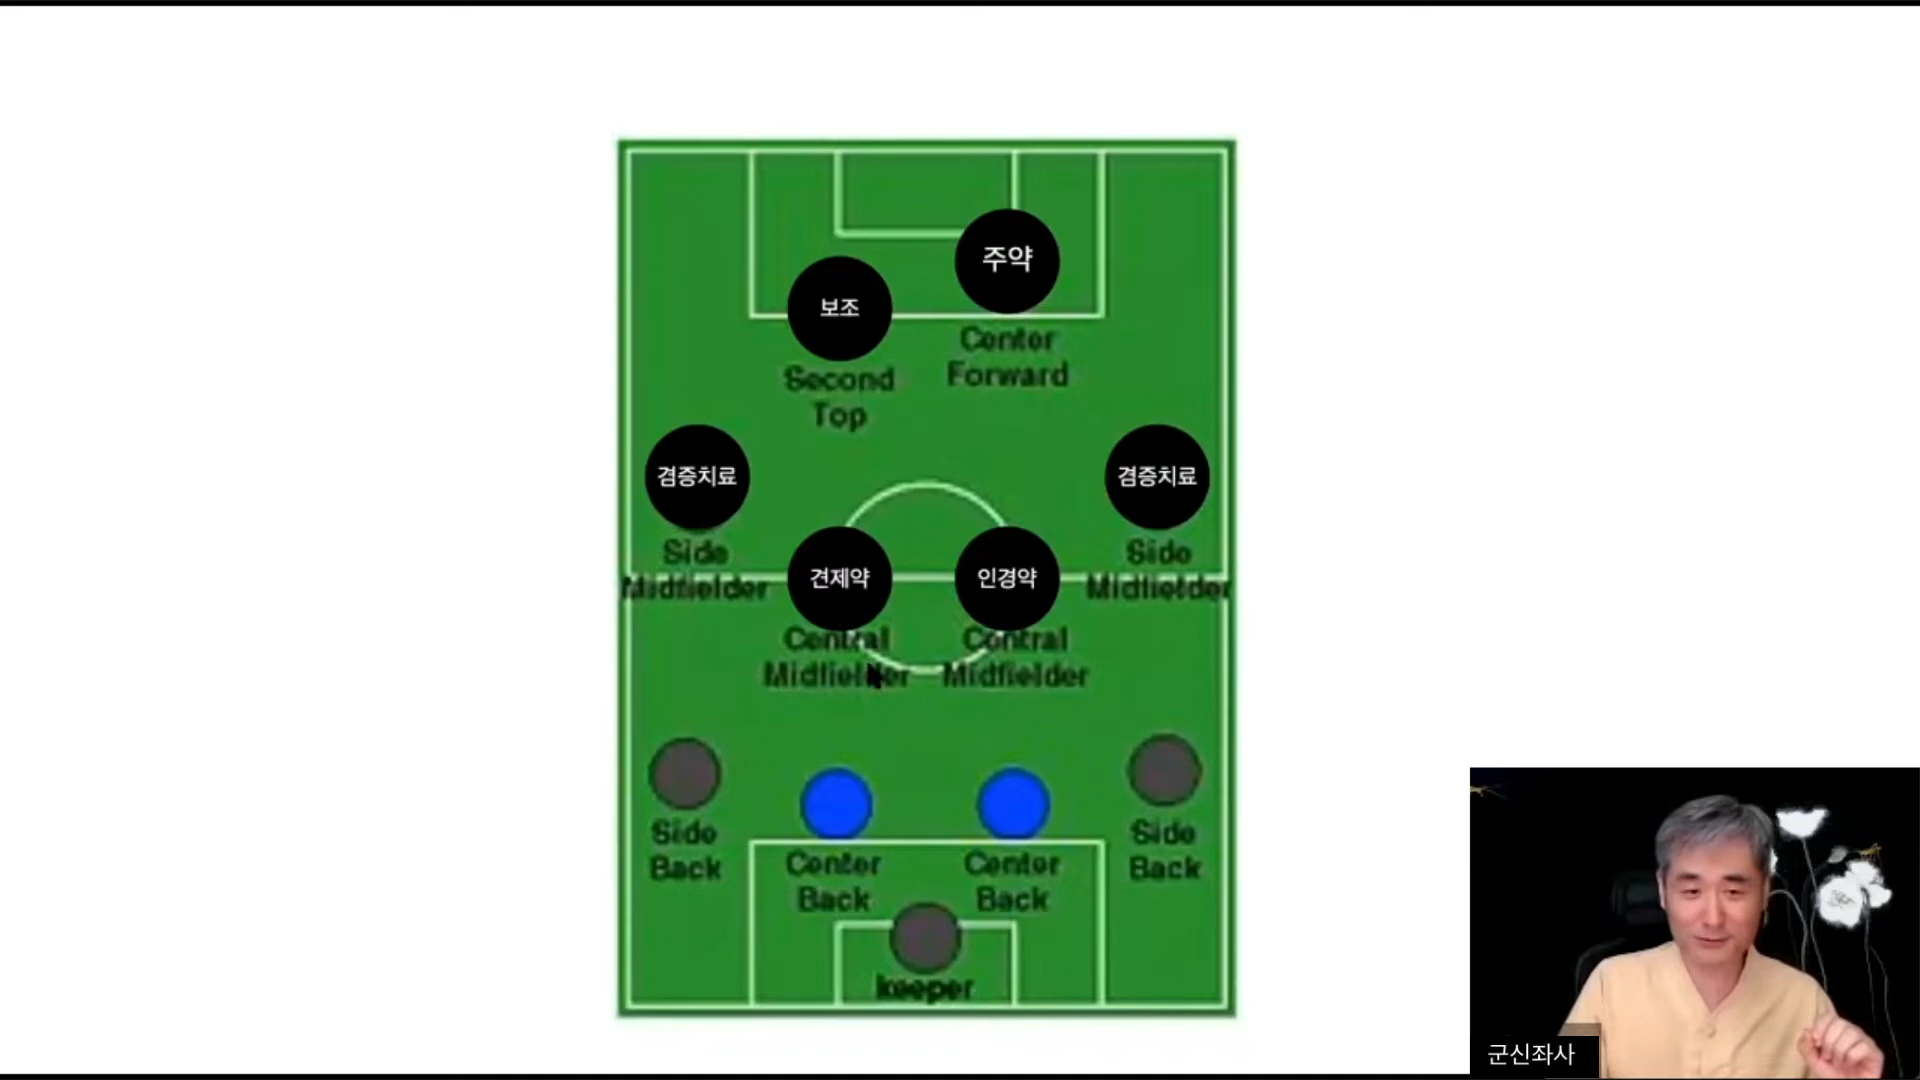 주약
보조
Center
Forward
Second
Top
겸증치료
겸증치료
Side
Midfielder
Side
Midfielder
견제약
인경약
Central
Midfielder
Central
Midfielder
Side
Back
Center
Back
Center
Back
Side
Back
keeper
군신좌사